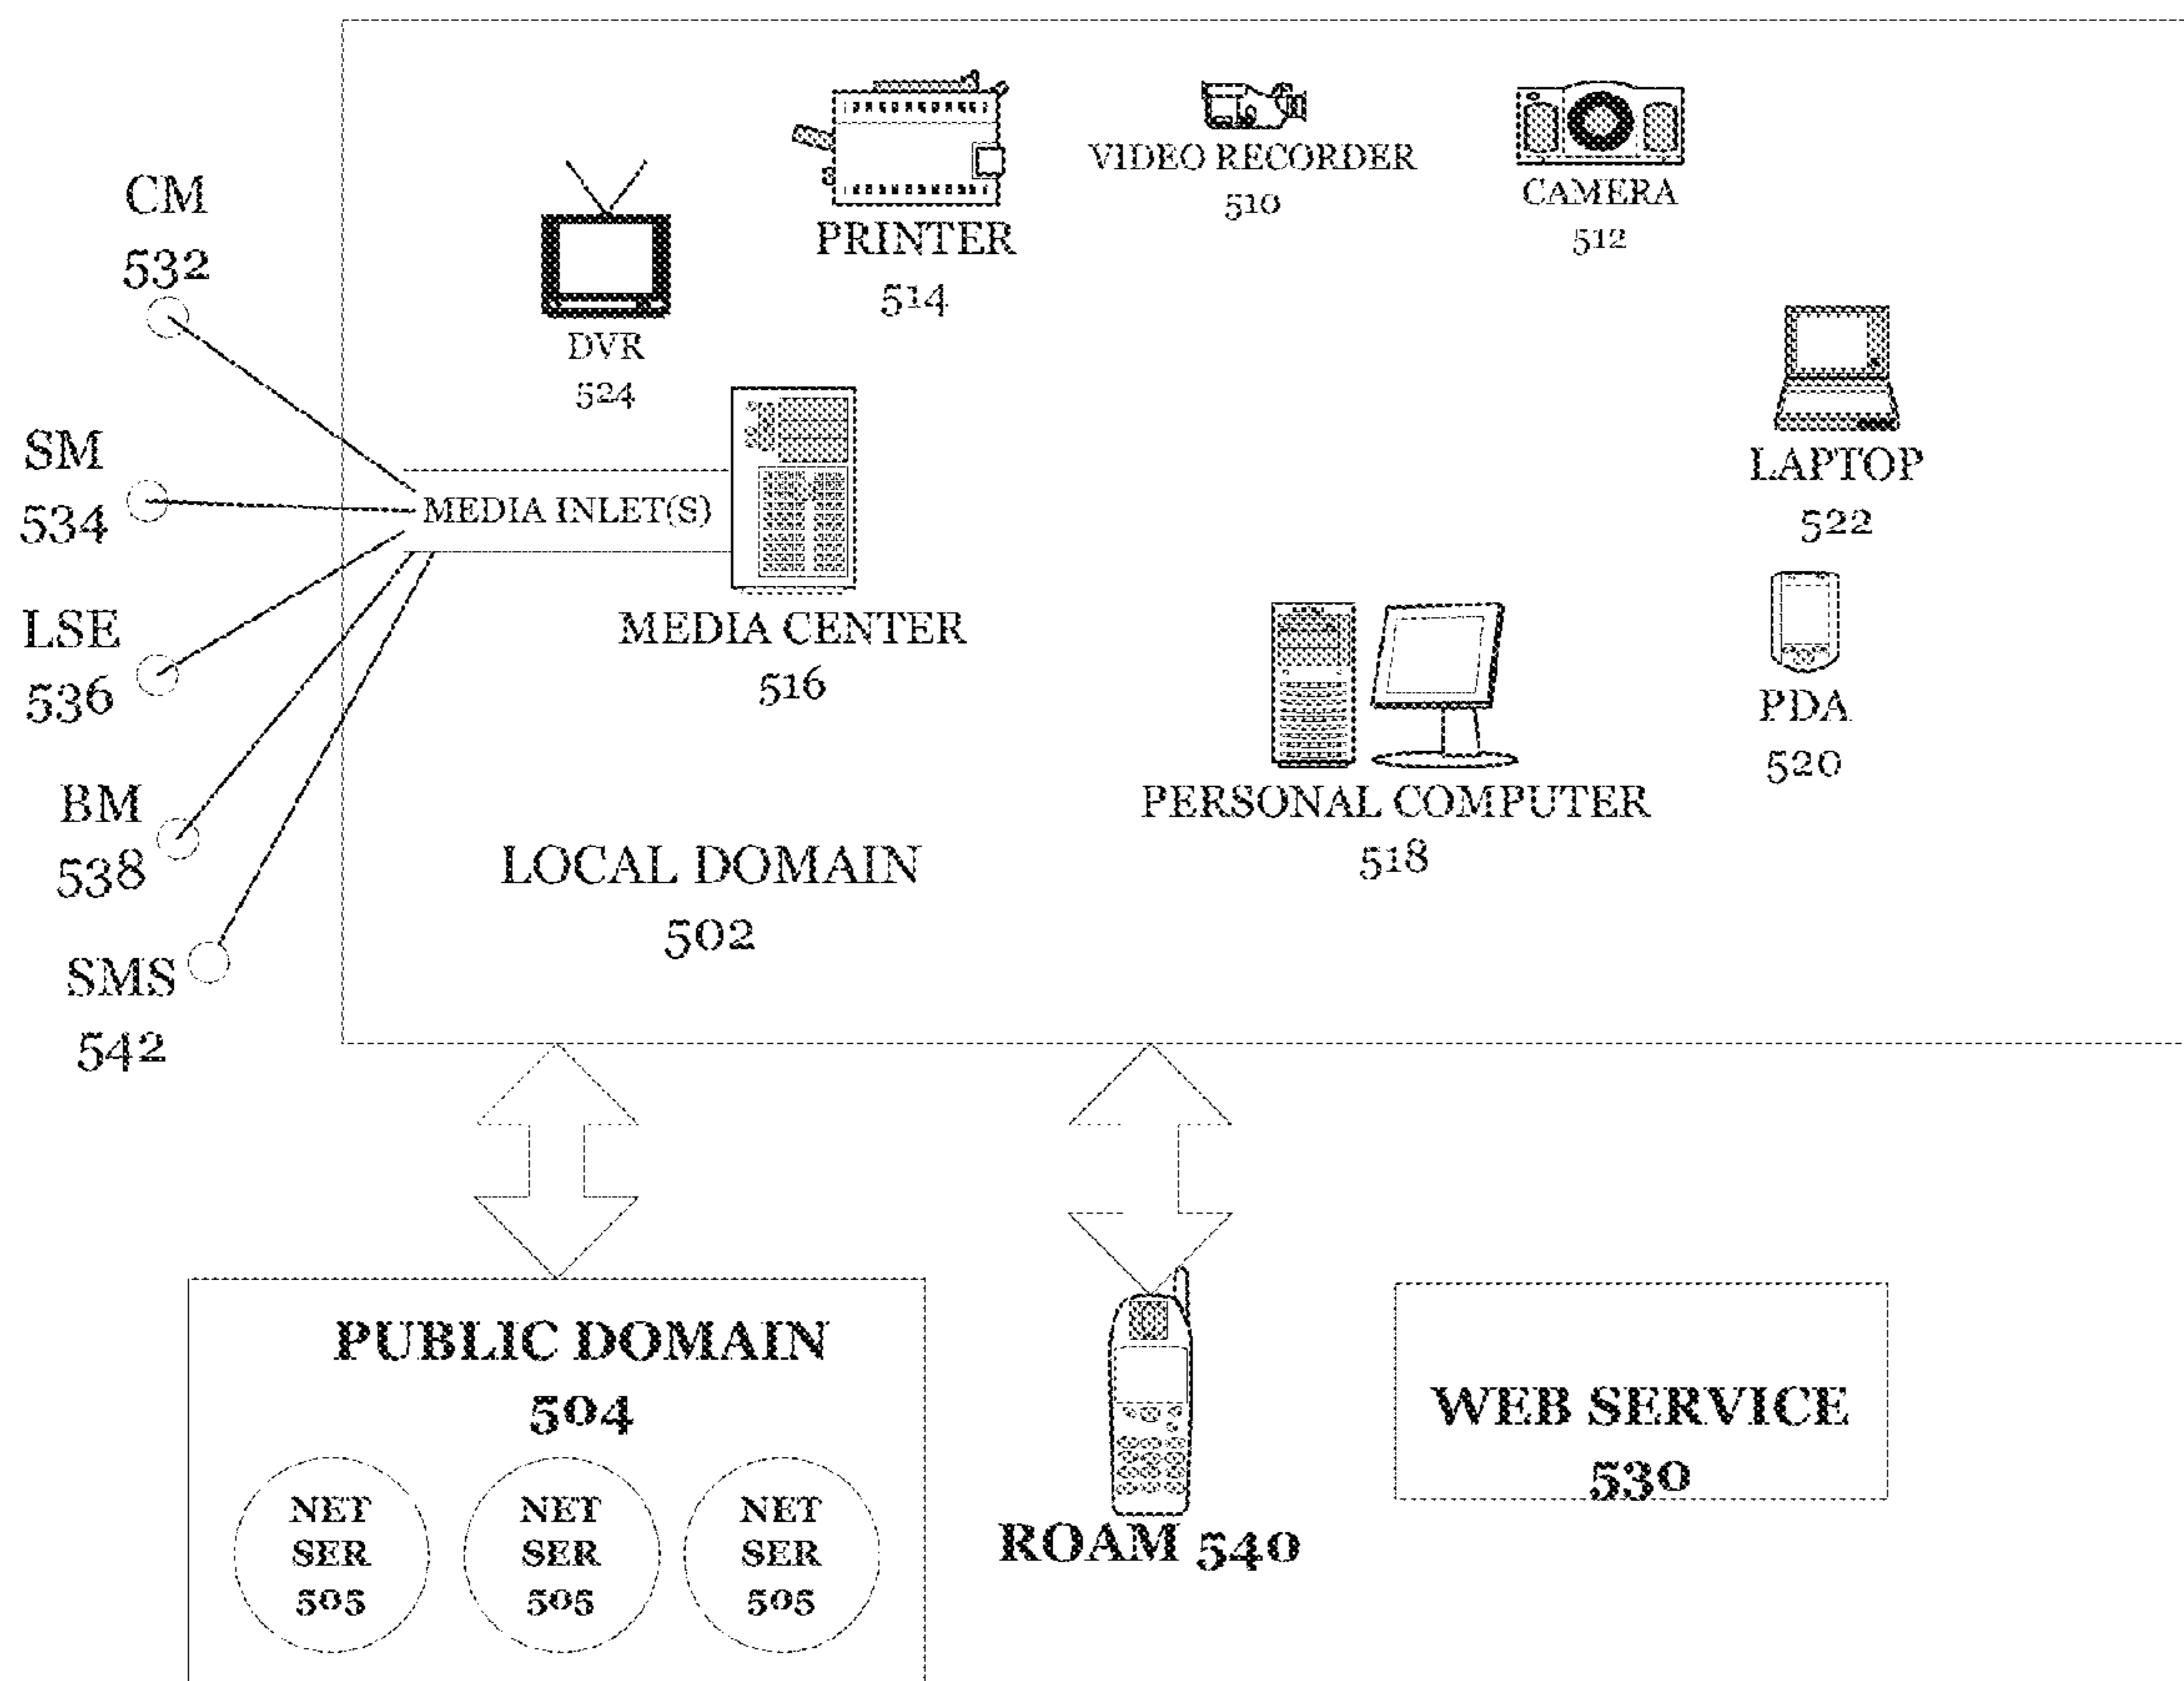 CM
532
SM
534
LSE
536
BM
538
SMS
542
DVR
524
PRINTER
514
VIDEO RECORDER
510
CAMERA
512
MEDIA INLET(S)
MEDIA CENTER
516
LAPTOP
522
PDA
520
PERSONAL COMPUTER
518
LOCAL DOMAIN
502
PUBLIC DOMAIN
504
NET
SER
505
NET
SER
505
NET
SER
505
ROAM 540
WEB SERVICE
530